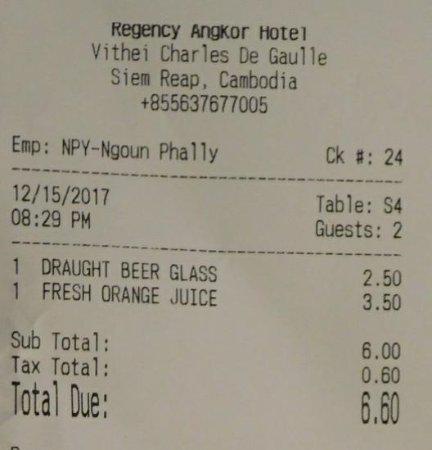 Regency Angkor Hotel
Vithei Charles De Gaulle
Siem Reap, Cambodia
+855637677005
Emp: NPY-Ngoun Phally Ck #: 24
12/15/2017 Table: S4
08:29 PM Guests: 2
1 DRAUGHT BEER GLASS 2.50
1 FRESH ORANGE JUICE 3.50
Sub Total: 6.00
Tax Total: 0.60
Total Due: 6.60